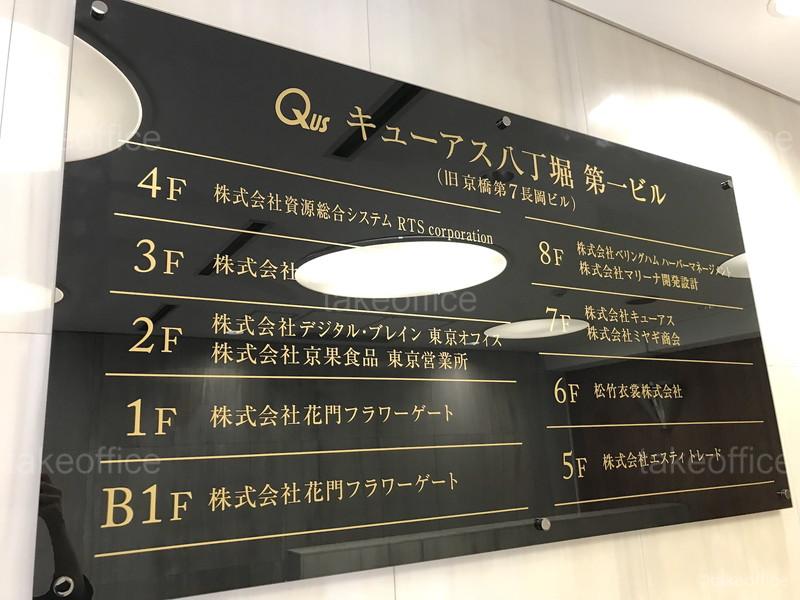 Qus キューアス八丁堀 第一ビル
(旧 京橋第7長岡ビル)
4F 株式会社資源総合システム RTS corporation
3F 株式会社
2F 株式会社デジタル・ブレイン 東京オフィス
株式会社京果食品 東京営業所
1F 株式会社花門フラワーゲート
B1F 株式会社花門フラワーゲート
8F 株式会社ベリングハム ハーバーマネージメント
株式会社マリーナ開発設計
7F 株式会社キューアス
株式会社ミヤギ商会
6F 松竹衣裳株式会社
5F 株式会社エスティトレード
takeoffice
takeoffice
takeoffice
takeoffice
takeoffice
©takeoffice